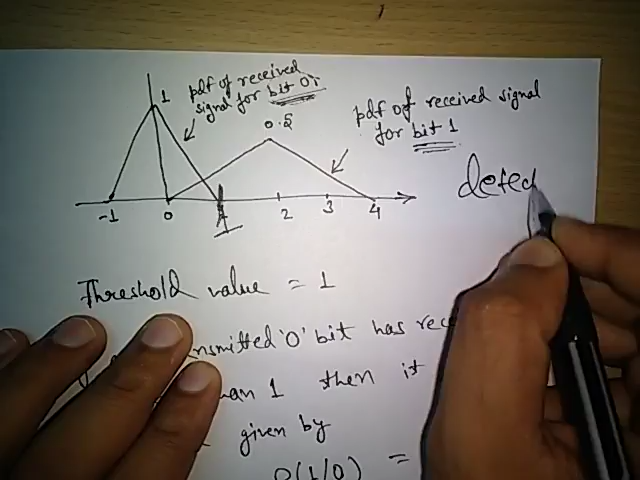 pdf of received
signal for bit 0;
1
0.5
pdf of received signal
for bit 1
-1 0 1 2 3 4
detec
Threshold value = 1
nsmitted '0' bit has rec
an 1 then it
given by
P(1/0) =